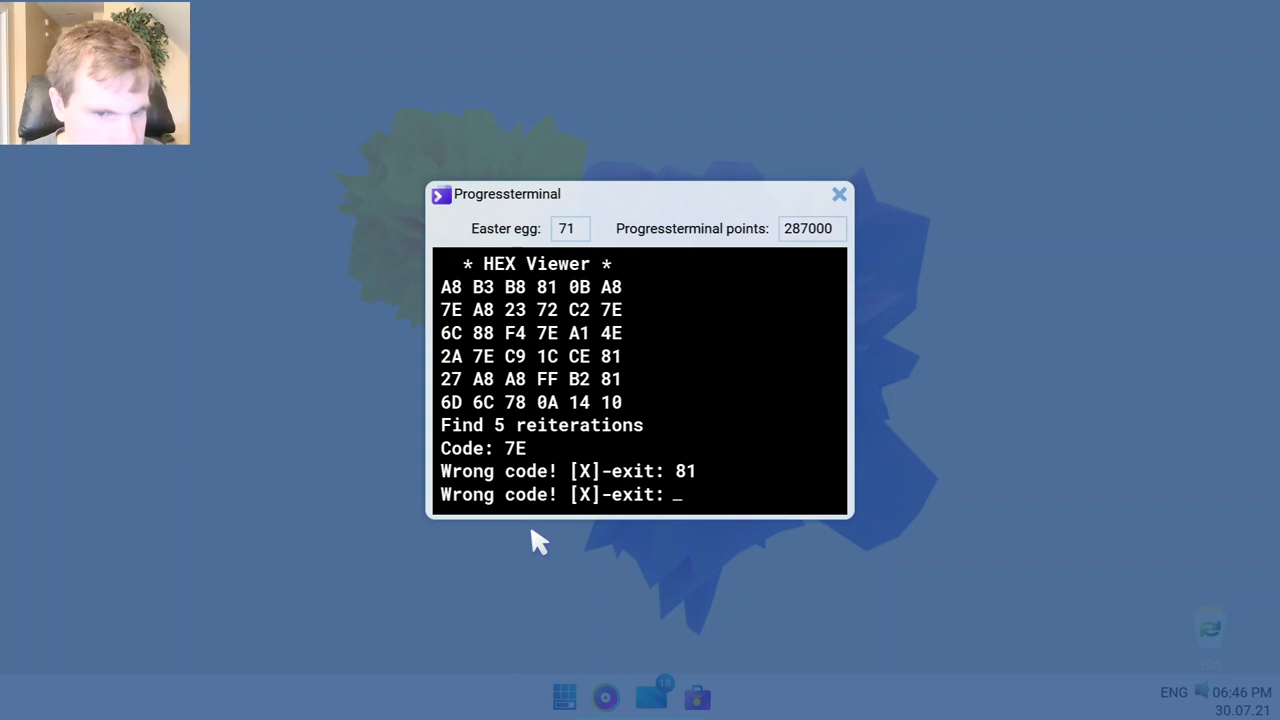 Progressterminal
Easter egg: 71 Progressterminal points: 287000
* HEX Viewer *
A8 B3 B8 81 0B A8
7E A8 23 72 C2 7E
6C 88 F4 7E A1 4E
2A 7E C9 1C CE 81
27 A8 A8 FF B2 81
6D 6C 78 0A 14 10
Find 5 reiterations
Code: 7E
Wrong code! [X]-exit: 81
Wrong code! [X]-exit: _
Bin
18
ENG 06:46 PM
30.07.21